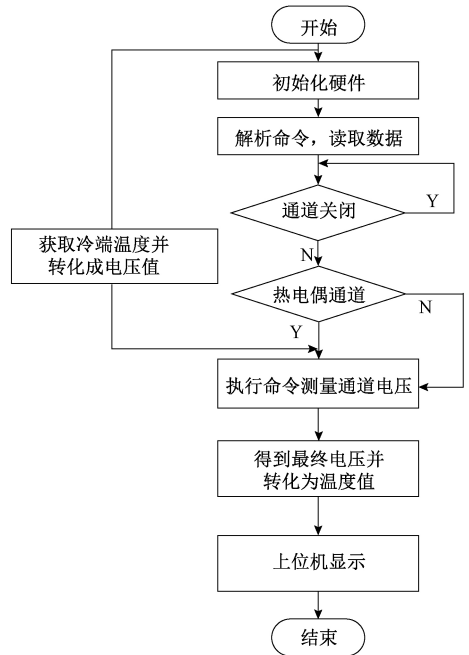 开始
初始化硬件
解析命令，读取数据
通道关闭
Y
获取冷端温度并
转化成电压值
N
热电偶通道
N
Y
执行命令测量通道电压
得到最终电压并
转化为温度值
上位机显示
结束